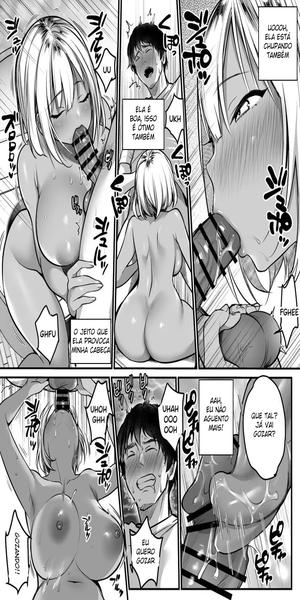 UOOOH,
ELA ESTÁ
CHUPANDO
TAMBÉM
UU
ELA É
BOA, ISSO
É ÓTIMO
TAMBÉM
UKH
FGHEE
GHFU
O JEITO QUE
ELA PROVOCA
MINHA CABEÇA
QUE TAL?
JÁ VAI
GOZAR?
AAH,
EU NÃO
AGUENTO
MAIS!
UHAH
OOO
OOH
EU
QUERO
GOZAR
UHOH
GHH
GOZANDO!!